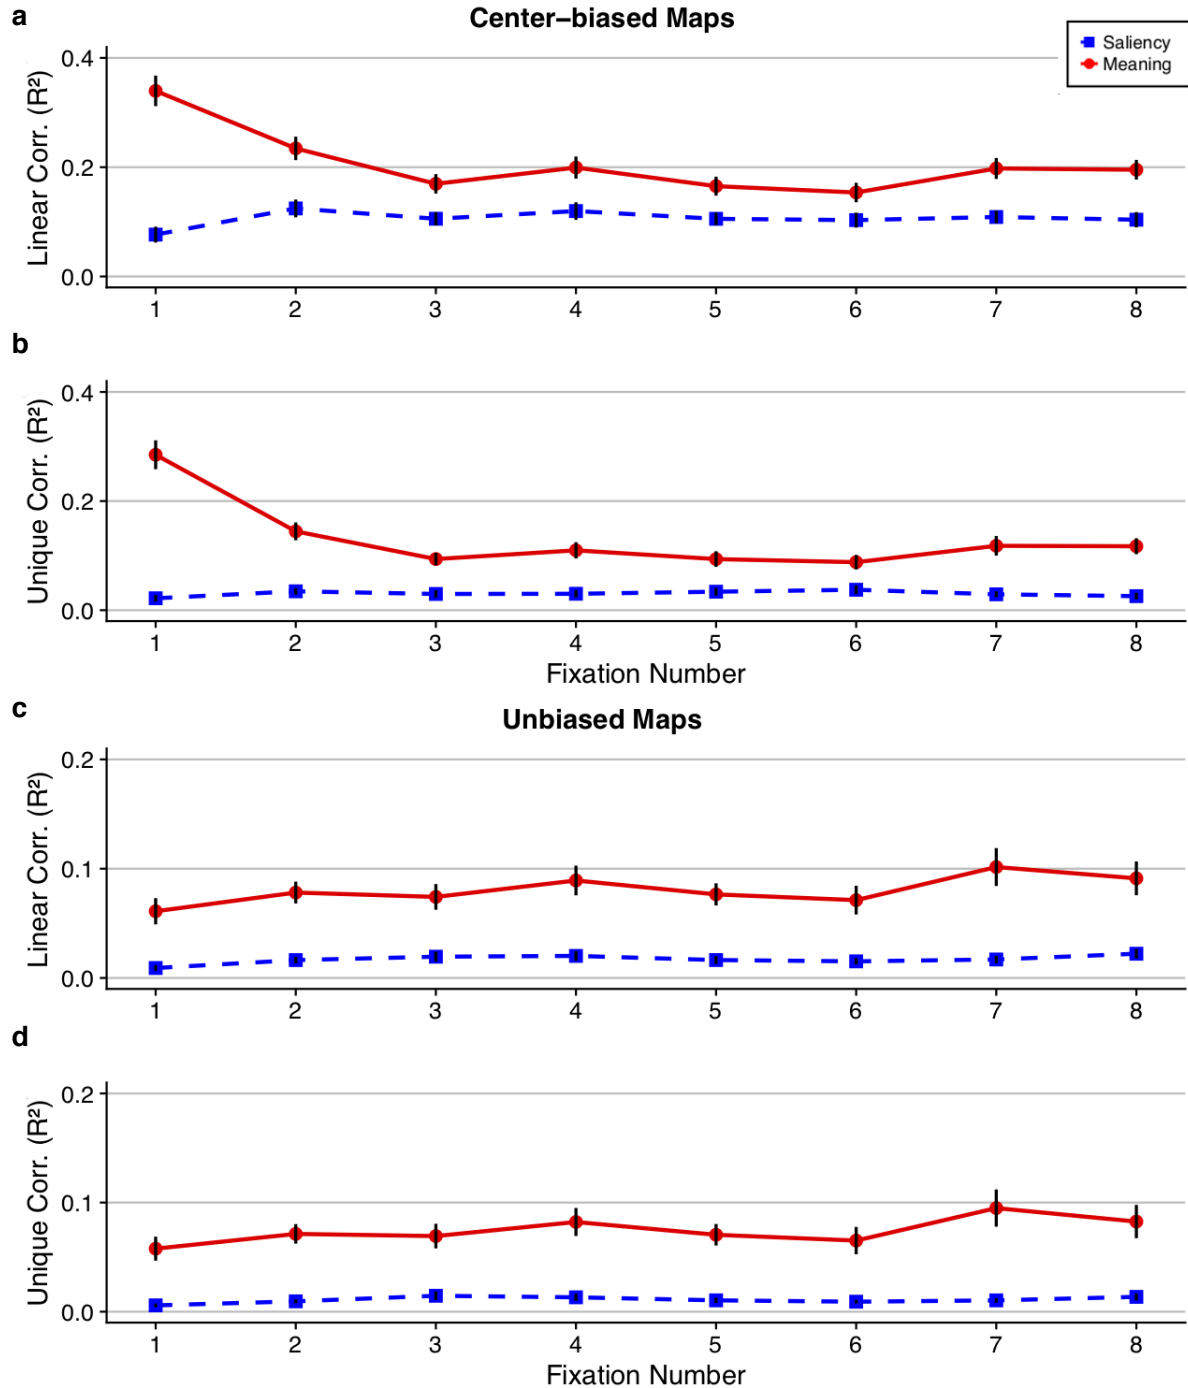 a
Center–biased Maps
Saliency
Meaning
Linear Corr. (R²)
0.4
0.2
0.0
1 2 3 4 5 6 7 8
b
Unique Corr. (R²)
0.4
0.2
0.0
1 2 3 4 5 6 7 8
Fixation Number
c
Unbiased Maps
Linear Corr. (R²)
0.2
0.1
0.0
1 2 3 4 5 6 7 8
d
Unique Corr. (R²)
0.2
0.1
0.0
1 2 3 4 5 6 7 8
Fixation Number